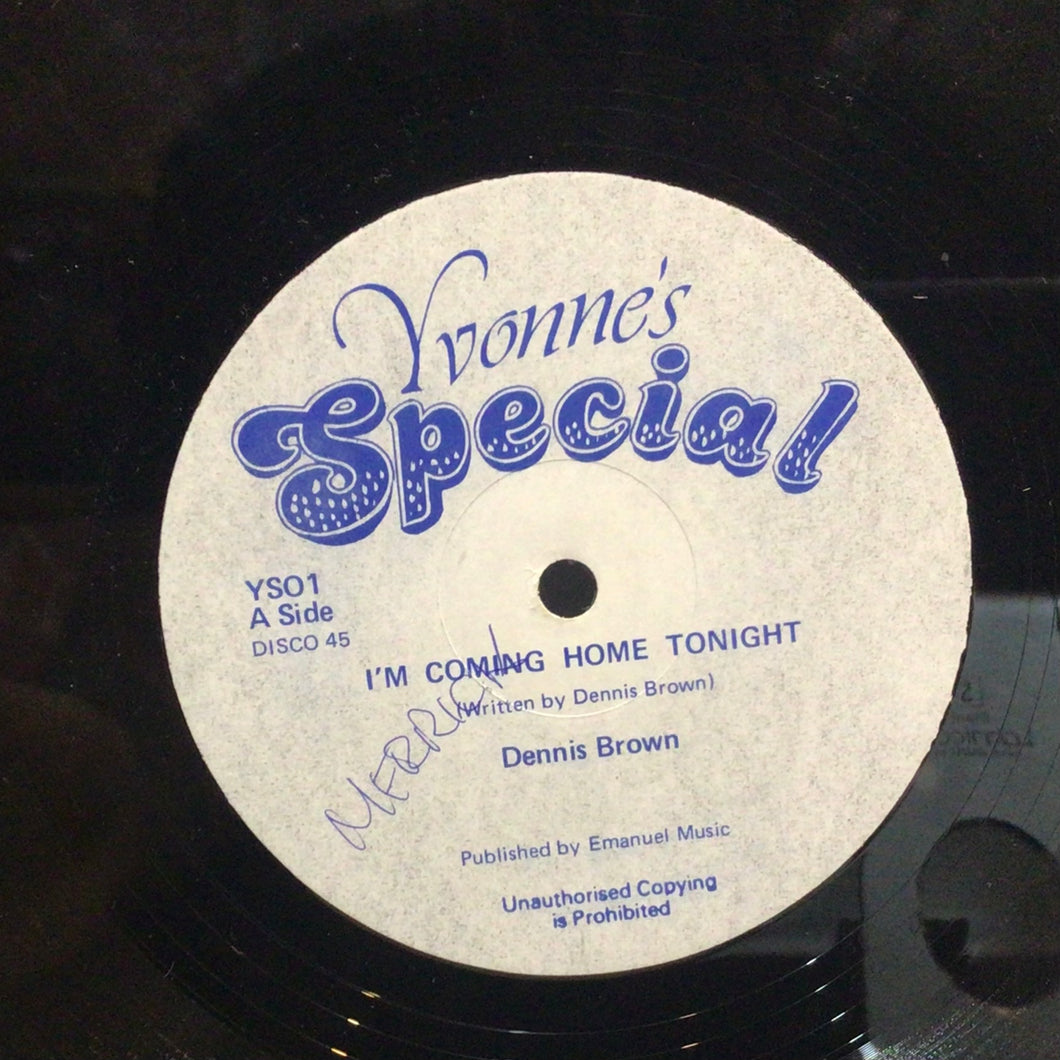 Yvonne's
Special
YS01
A Side
DISCO 45
I'M COMING HOME TONIGHT
(Written by Dennis Brown)
Dennis Brown
Published by Emanuel Music
Unauthorised Copying
is Prohibited